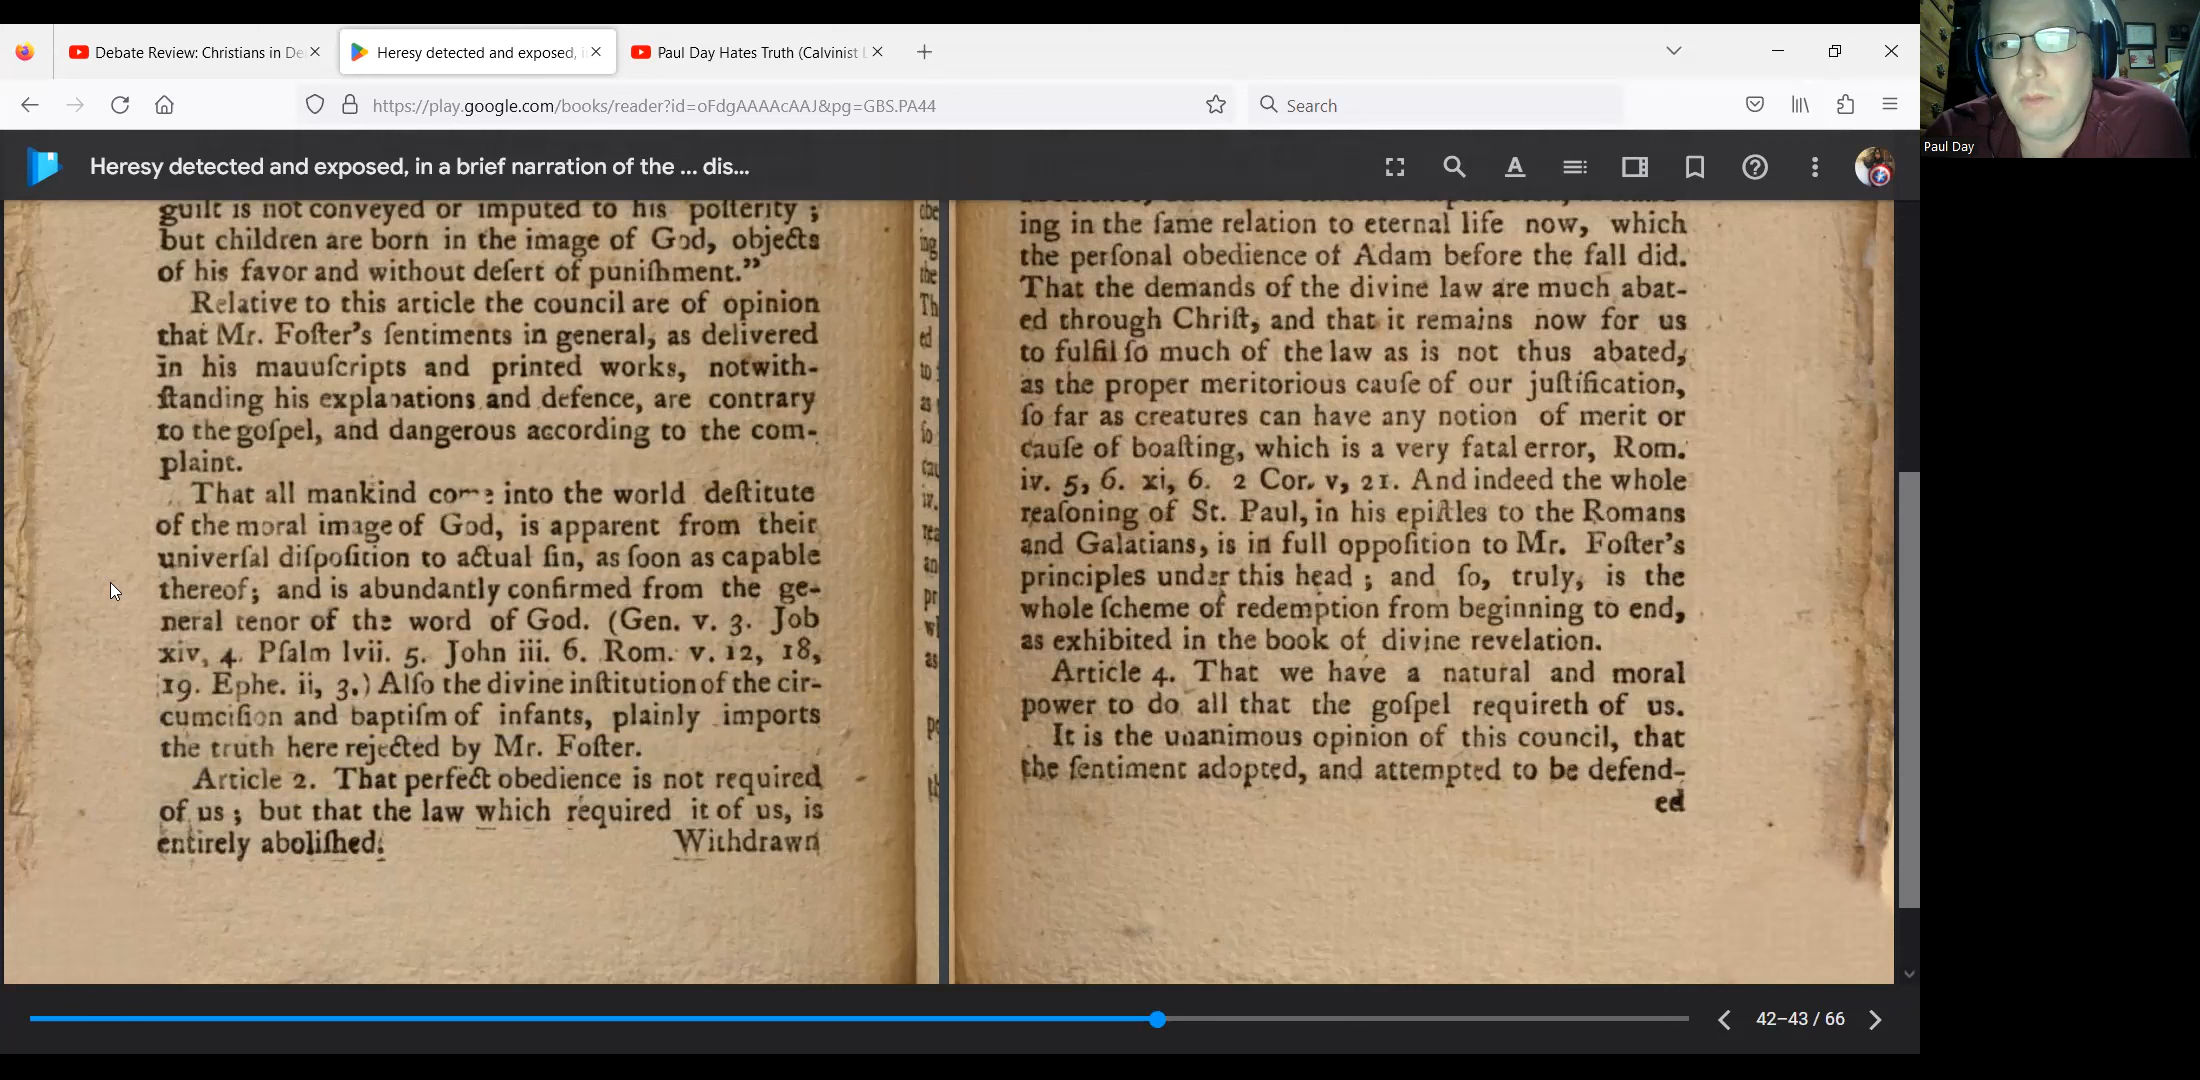 Debate Review: Christians in De
Heresy detected and exposed, i
Paul Day Hates Truth (Calvinist
https://play.google.com/books/reader?id=oFdgAAAAcAAJ&pg=GBS.PA44
Search
Paul Day
Heresy detected and exposed, in a brief narration of the ... dis...
guilt is not conveyed or imputed to his poſterity ;
but children are born in the image of God, objects
of his favor and without deſert of puniſhment.”
Relative to this article the council are of opinion
that Mr. Foſter’s ſentiments in general, as delivered
in his mauuſcripts and printed works, notwith-
ſtanding his explanations and defence, are contrary
to the goſpel, and dangerous according to the com-
plaint.
That all mankind come into the world deſtitute
of the moral image of God, is apparent from their
univerſal diſpoſition to actual ſin, as ſoon as capable
thereof; and is abundantly confirmed from the ge-
neral tenor of the word of God. (Gen. v. 3. Job
xiv, 4. Pſalm lvii. 5. John iii. 6. Rom. v. 12, 18,
19. Ephe. ii, 3.) Alſo the divine inſtitution of the cir-
cumciſion and baptiſm of infants, plainly imports
the truth here rejected by Mr. Foſter.
Article 2. That perfect obedience is not required
of us ; but that the law which required it of us, is
entirely aboliſhed.
Withdrawn
ing in the ſame relation to eternal life now, which
the perſonal obedience of Adam before the fall did.
That the demands of the divine law are much abat-
ed through Chriſt, and that it remains now for us
to fulfil ſo much of the law as is not thus abated,
as the proper meritorious cauſe of our juſtification,
ſo far as creatures can have any notion of merit or
cauſe of boaſting, which is a very fatal error, Rom.
iv. 5, 6. xi, 6. 2 Cor. v, 21. And indeed the whole
reaſoning of St. Paul, in his epiſtles to the Romans
and Galatians, is in full oppoſition to Mr. Foſter’s
principles under this head ; and ſo, truly, is the
whole ſcheme of redemption from beginning to end,
as exhibited in the book of divine revelation.
Article 4. That we have a natural and moral
power to do all that the goſpel requireth of us.
It is the unanimous opinion of this council, that
the ſentiment adopted, and attempted to be defend-
ed
42–43 / 66